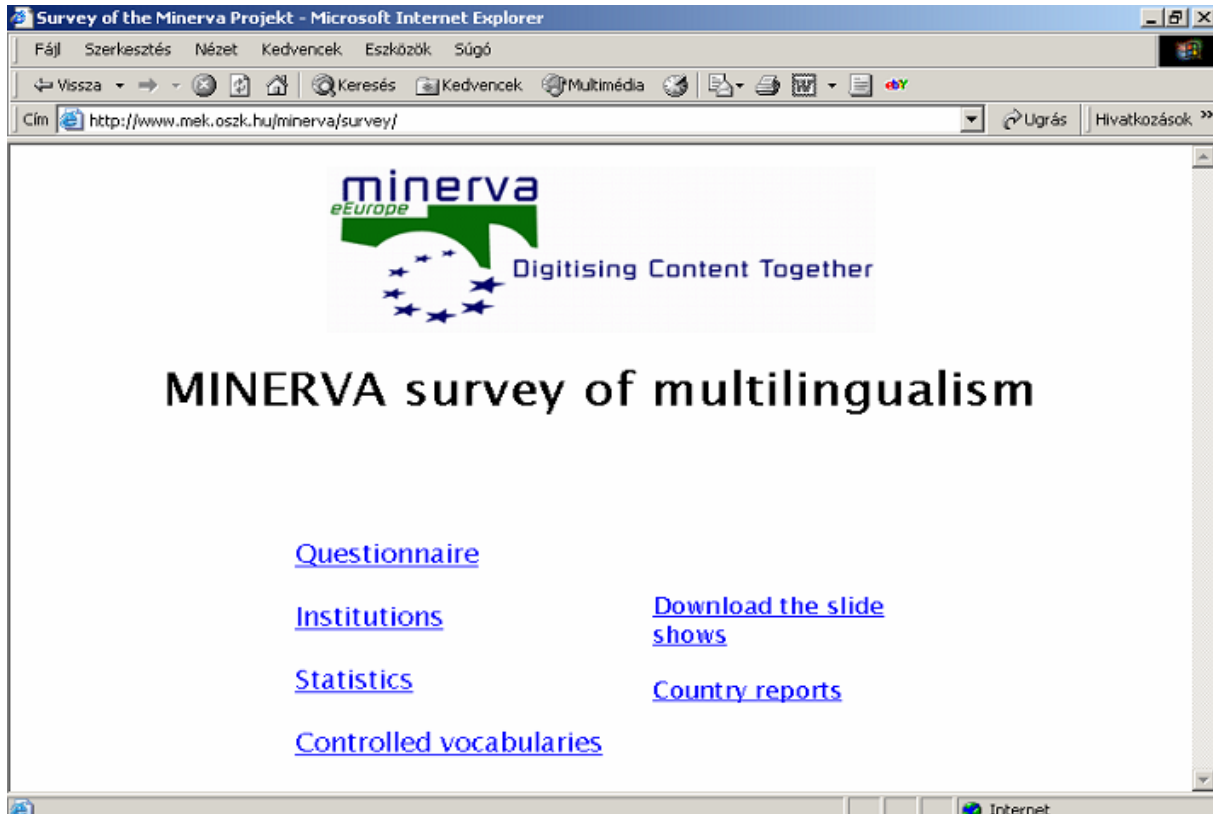 Survey of the Minerva Projekt - Microsoft Internet Explorer
Fájl Szerkesztés Nézet Kedvencek Eszközök Súgó
Vissza Keresés Kedvencek Multimédia
Cím http://www.mek.oszk.hu/minerva/survey/ Ugrás Hivatkozások »
minerva
eEurope
Digitising Content Together
MINERVA survey of multilingualism
Questionnaire
Institutions
Statistics
Controlled vocabularies
Download the slide
shows
Country reports
Internet